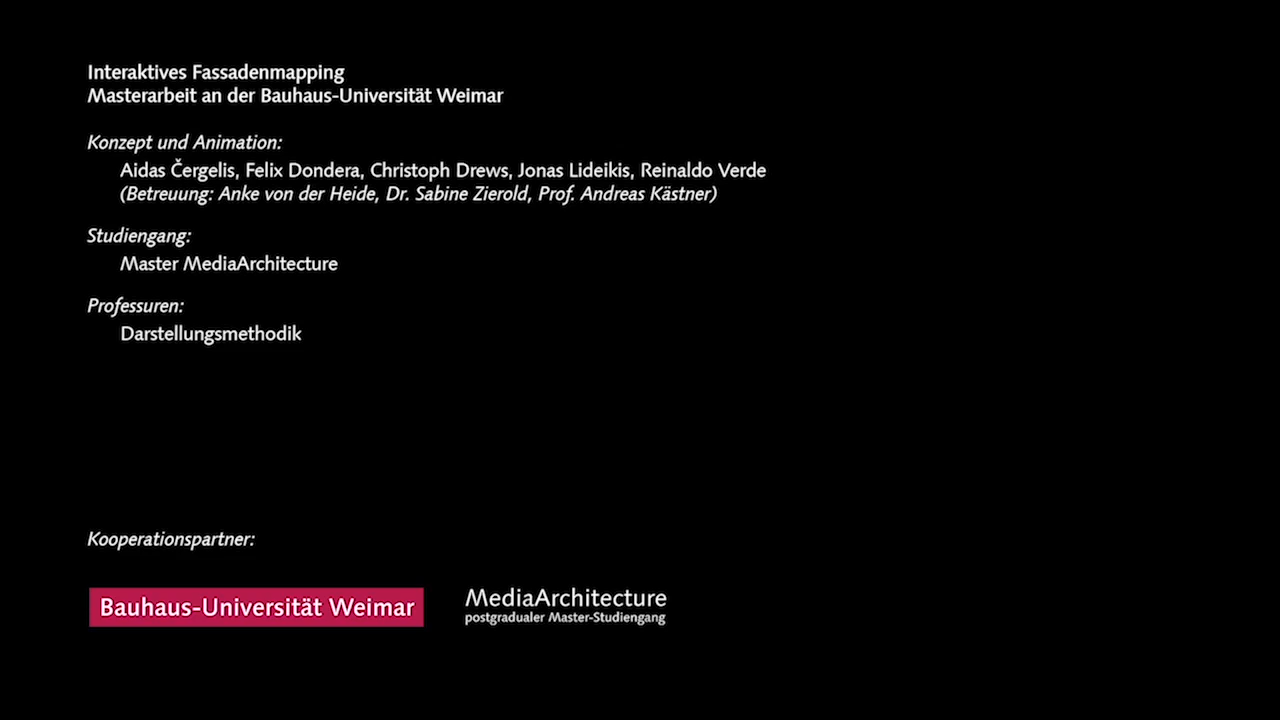 Interaktives Fassadenmapping
Masterarbeit an der Bauhaus-Universität Weimar
Konzept und Animation:
Aidas Čergelis, Felix Dondera, Christoph Drews, Jonas Lideikis, Reinaldo Verde
(Betreuung: Anke von der Heide, Dr. Sabine Zierold, Prof. Andreas Kästner)
Studiengang:
Master MediaArchitecture
Professuren:
Darstellungsmethodik
Kooperationspartner:
Bauhaus-Universität Weimar
MediaArchitecture
postgradualer Master-Studiengang